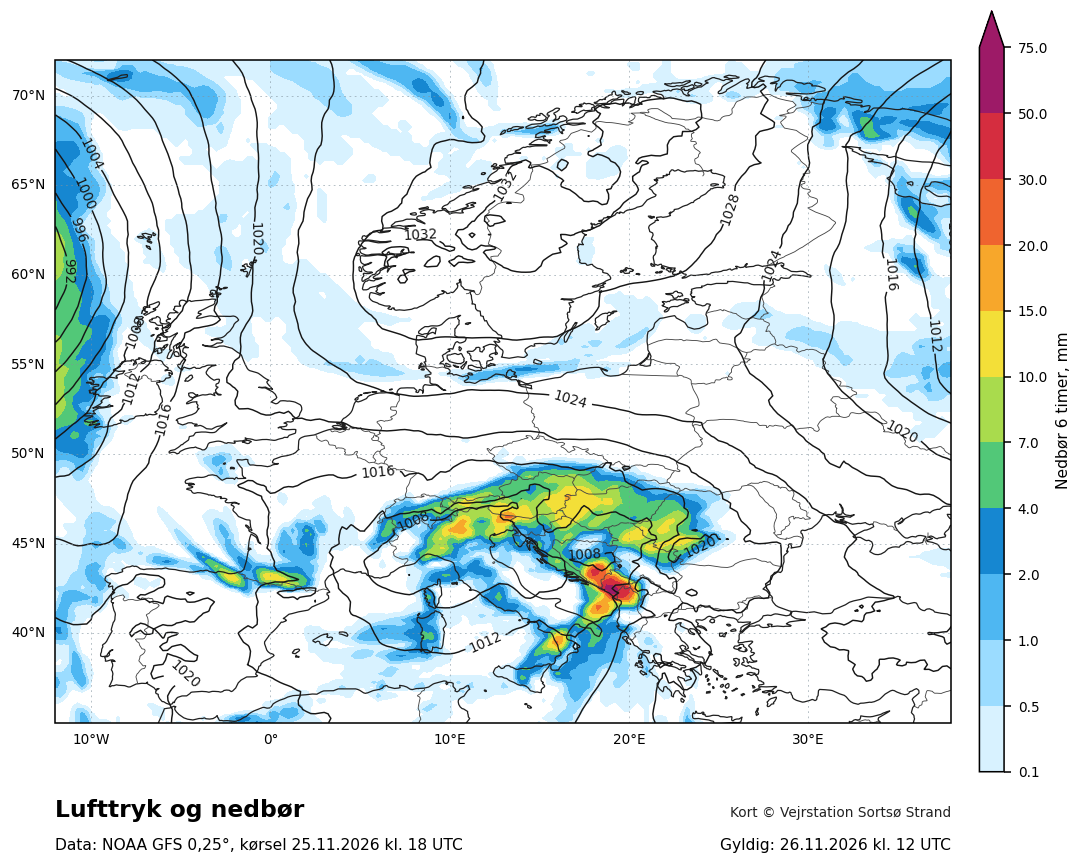 75.0
50.0
30.0
20.0
15.0
10.0
7.0
4.0
2.0
1.0
0.5
0.1
Nedbør 6 timer, mm
70°N
65°N
60°N
55°N
50°N
45°N
40°N
10°W
0°
10°E
20°E
30°E
1004
1000
996
992
1008
1012
1016
1020
1032
1032
1028
1024
1016
1012
1024
1020
1016
1008
1008
1020
1012
1020
Lufttryk og nedbør
Kort © Vejrstation Sortsø Strand
Data: NOAA GFS 0,25°, kørsel 25.11.2026 kl. 18 UTC
Gyldig: 26.11.2026 kl. 12 UTC